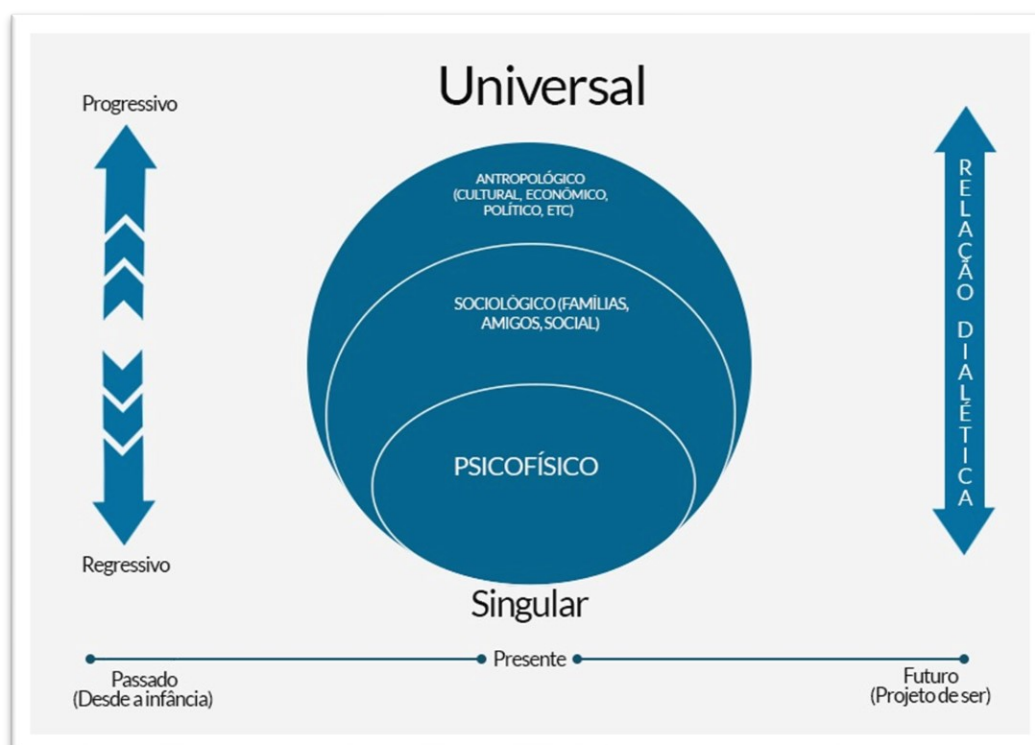 Universal
Progressivo
ANTROPOLÓGICO
(CULTURAL, ECONÔMICO,
POLÍTICO, ETC)
SOCIOLÓGICO (FAMÍLIAS,
AMIGOS, SOCIAL)
PSICOFÍSICO
RELAÇÃO DIALÉTICA
Regressivo
Singular
Presente
Passado
(Desde a infância)
Futuro
(Projeto de ser)